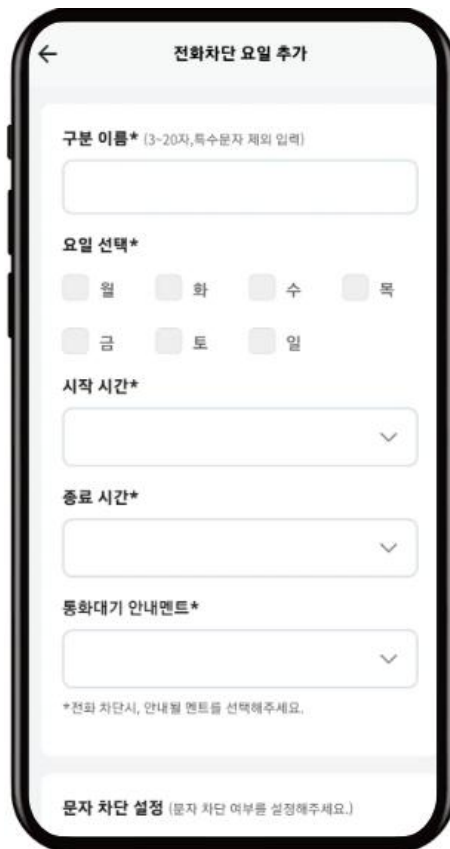 전화차단 요일 추가
구분 이름* (3~20자,특수문자 제외 입력)
요일 선택*
월 화 수 목
금 토 일
시작 시간*
종료 시간*
통화대기 안내멘트*
*전화 차단시, 안내될 멘트를 선택해주세요.
문자 차단 설정 (문자 차단 여부를 설정해주세요.)